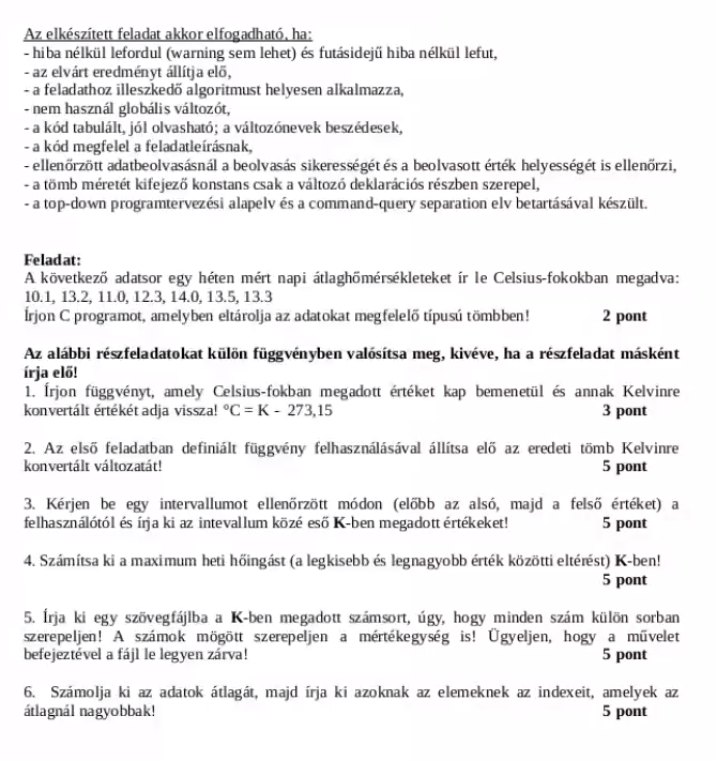 Az elkészített feladat akkor elfogadható, ha:
- hiba nélkül lefordul (warning sem lehet) és futásidejű hiba nélkül lefut,
- az elvárt eredményt állítja elő,
- a feladathoz illeszkedő algoritmust helyesen alkalmazza,
- nem használ globális változót,
- a kód tabulált, jól olvasható; a változónevek beszédesek,
- a kód megfelel a feladatleírásnak,
- ellenőrzött adatbeolvasásnál a beolvasás sikerességét és a beolvasott érték helyességét is ellenőrzi,
- a tömb méretét kifejező konstans csak a változó deklarációs részben szerepel,
- a top-down programtervezési alapelv és a command-query separation elv betartásával készült.
Feladat:
A következő adatsor egy héten mért napi átlaghőmérsékleteket ír le Celsius-fokokban megadva:
10.1, 13.2, 11.0, 12.3, 14.0, 13.5, 13.3
Írjon C programot, amelyben eltárolja az adatokat megfelelő típusú tömbben! 2 pont
Az alábbi részfeladatokat külön függvényben valósítsa meg, kivéve, ha a részfeladat másként
írja elő!
1. Írjon függvényt, amely Celsius-fokban megadott értéket kap bemenetül és annak Kelvinre
konvertált értékét adja vissza! °C = K - 273,15 3 pont
2. Az első feladatban definiált függvény felhasználásával állítsa elő az eredeti tömb Kelvinre
konvertált változatát! 5 pont
3. Kérjen be egy intervallumot ellenőrzött módon (előbb az alsó, majd a felső értéket) a
felhasználótól és írja ki az intevallum közé eső K-ben megadott értékeket! 5 pont
4. Számítsa ki a maximum heti hőingást (a legkisebb és legnagyobb érték közötti eltérést) K-ben!
5 pont
5. Írja ki egy szövegfájlba a K-ben megadott számsort, úgy, hogy minden szám külön sorban
szerepeljen! A számok mögött szerepeljen a mértékegység is! Ügyeljen, hogy a művelet
befejeztével a fájl le legyen zárva! 5 pont
6. Számolja ki az adatok átlagát, majd írja ki azoknak az elemeknek az indexeit, amelyek az
átlagnál nagyobbak! 5 pont